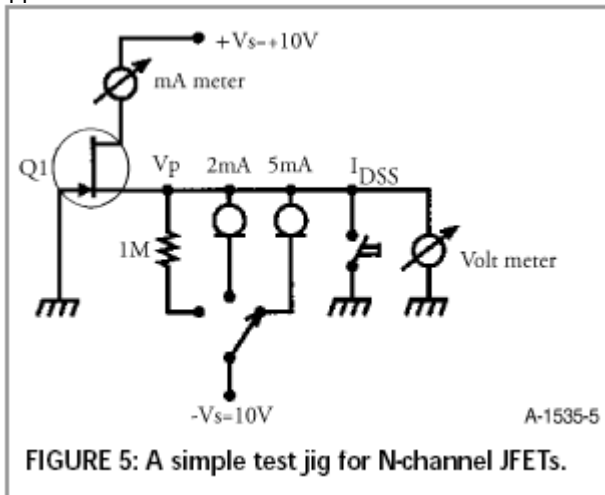 +Vs=+10V
mA meter
Q1
Vp 2mA 5mA IDSS
1M
Volt meter
-Vs=10V
A-1535-5
FIGURE 5: A simple test jig for N-channel JFETs.